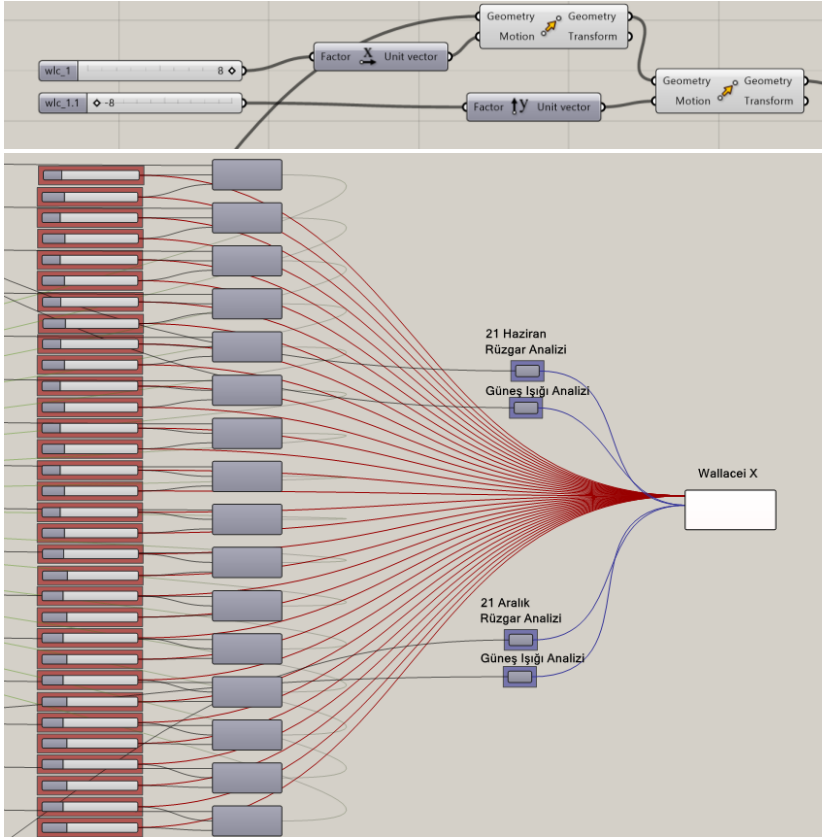 Geometry Geometry
Motion Transform
wlc_1 8
Factor x Unit vector
Geometry Geometry
Motion Transform
wlc_1.1 -8
Factor y Unit vector
21 Haziran
Rüzgar Analizi
Güneş Işığı Analizi
Wallacei X
21 Aralık
Rüzgar Analizi
Güneş Işığı Analizi